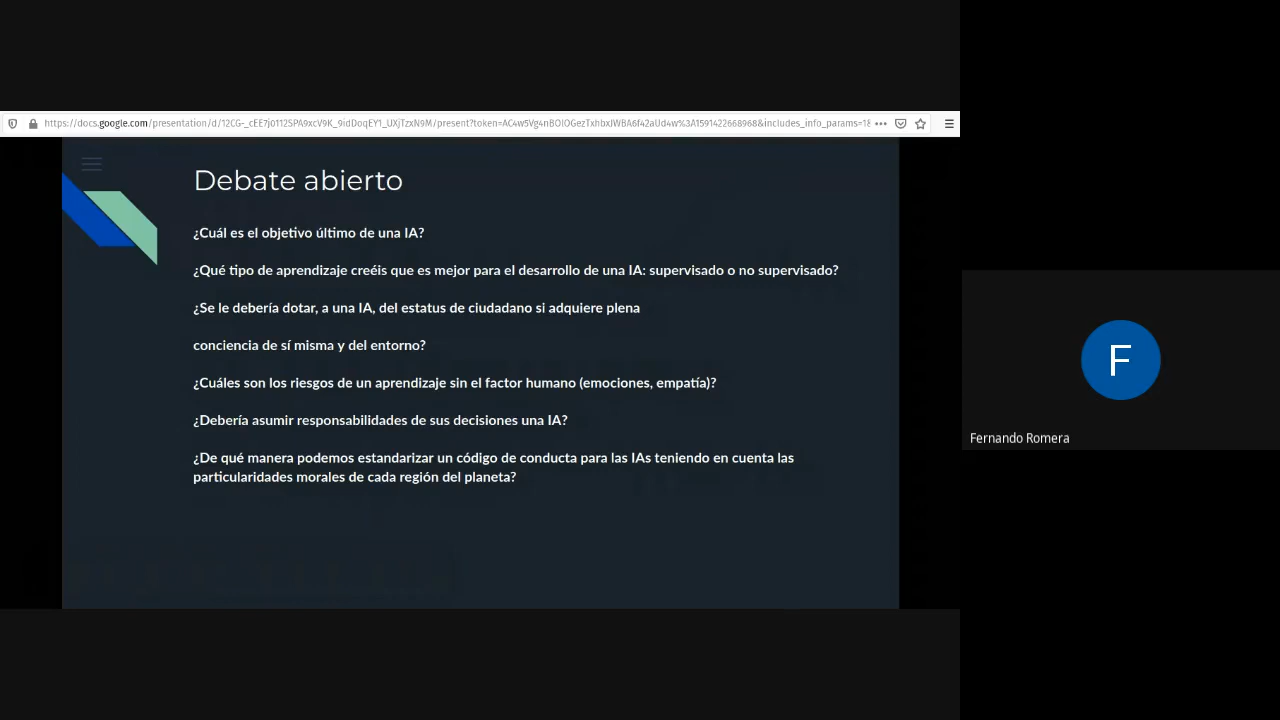 https://docs.google.com/presentation/d/12CG-_cEE7j0112SPA9xcV9K_9idDoqEY1_UXjTzxN9M/present?token=AC4w5Vg4nBOlOGezTxhbxJWBA6f42aUd4w%3A1591422668968&includes_info_params=1&
Debate abierto
¿Cuál es el objetivo último de una IA?
¿Qué tipo de aprendizaje creéis que es mejor para el desarrollo de una IA: supervisado o no supervisado?
¿Se le debería dotar, a una IA, del estatus de ciudadano si adquiere plena
conciencia de sí misma y del entorno?
¿Cuáles son los riesgos de un aprendizaje sin el factor humano (emociones, empatía)?
¿Debería asumir responsabilidades de sus decisiones una IA?
¿De qué manera podemos estandarizar un código de conducta para las IAs teniendo en cuenta las
particularidades morales de cada región del planeta?
F
Fernando Romera